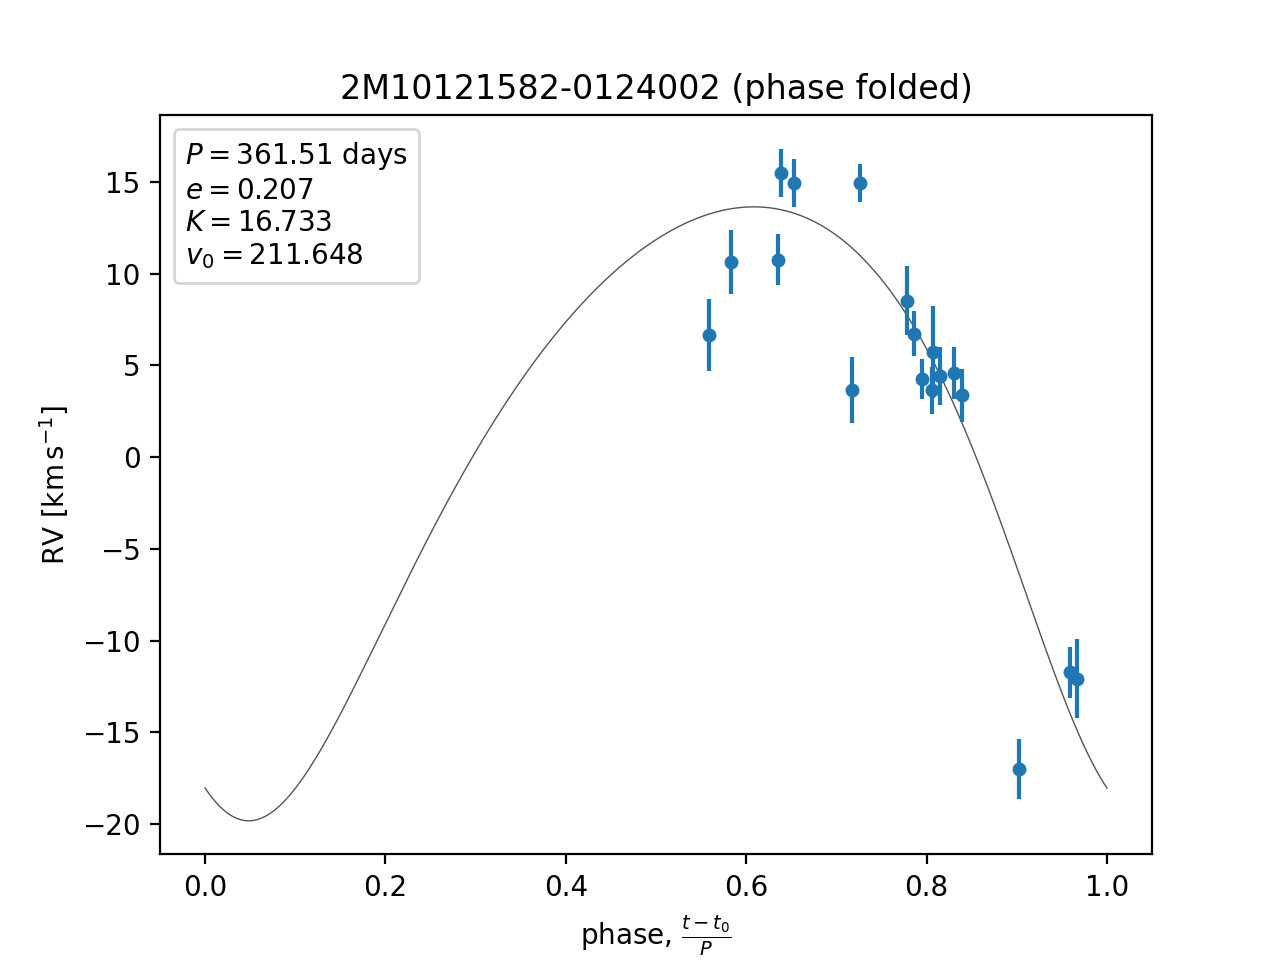 2M10121582-0124002 (phase folded)
P = 361.51 days
e = 0.207
K = 16.733
v₀ = 211.648
15
10
5
0
−5
−10
−15
−20
RV [km s⁻¹]
0.0 0.2 0.4 0.6 0.8 1.0
phase, (t − t₀)/P